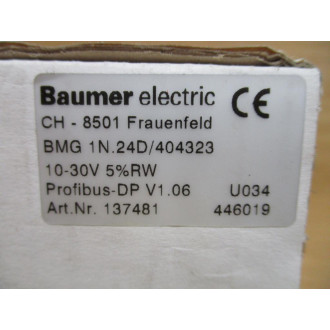 Baumer electric CE
CH - 8501 Frauenfeld
BMG 1N.24D/404323
10-30V 5%RW
Profibus-DP V1.06 U034
Art.Nr. 137481 446019